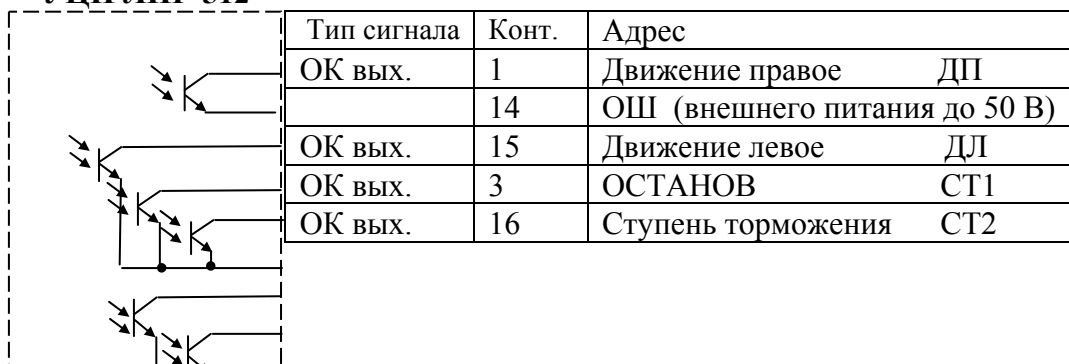 Тип сигнала Конт. Адрес
ОК вых. 1 Движение правое ДП
14 ОШ (внешнего питания до 50 В)
ОК вых. 15 Движение левое ДЛ
ОК вых. 3 ОСТАНОВ СТ1
ОК вых. 16 Ступень торможения СТ2